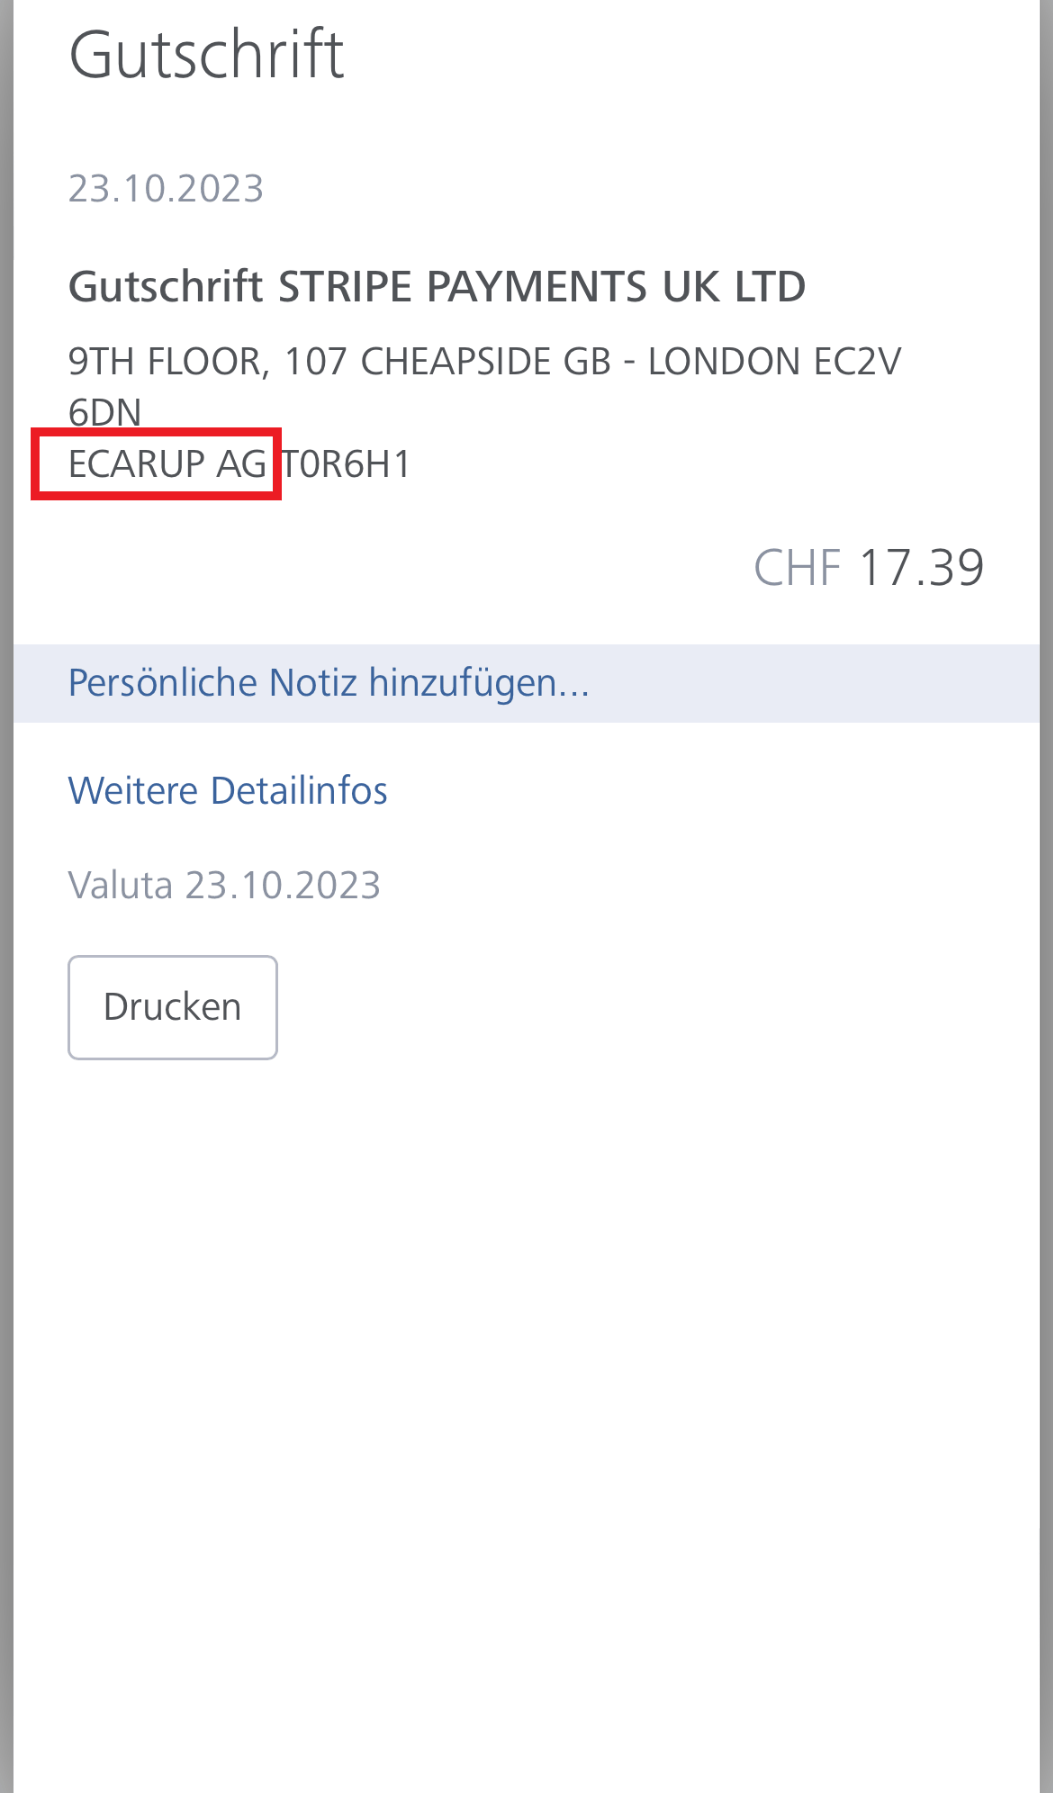 Gutschrift
23.10.2023
Gutschrift STRIPE PAYMENTS UK LTD
9TH FLOOR, 107 CHEAPSIDE GB - LONDON EC2V
6DN
ECARUP AG T0R6H1
CHF 17.39
Persönliche Notiz hinzufügen...
Weitere Detailinfos
Valuta 23.10.2023
Drucken